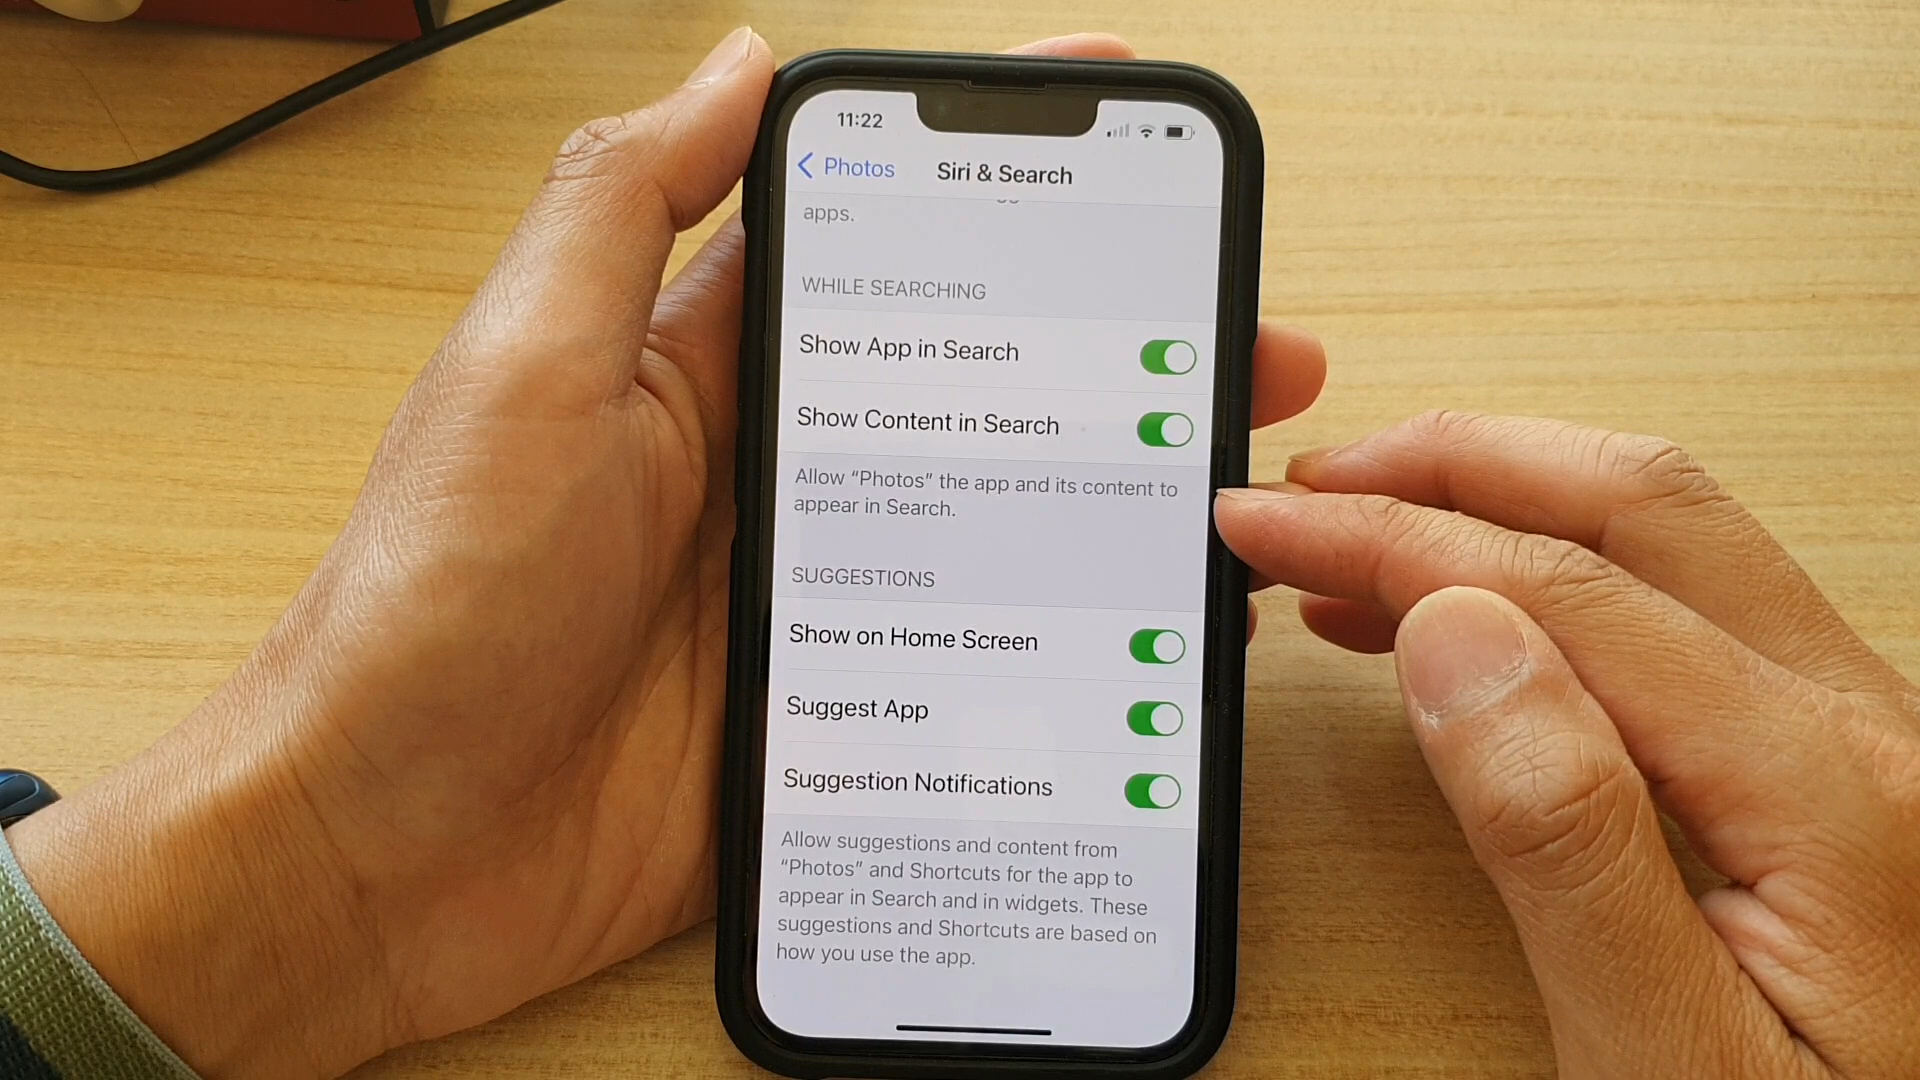 11:22
Photos
Siri & Search
apps.
WHILE SEARCHING
Show App in Search
Show Content in Search
Allow “Photos” the app and its content to
appear in Search.
SUGGESTIONS
Show on Home Screen
Suggest App
Suggestion Notifications
Allow suggestions and content from
“Photos” and Shortcuts for the app to
appear in Search and in widgets. These
suggestions and Shortcuts are based on
how you use the app.